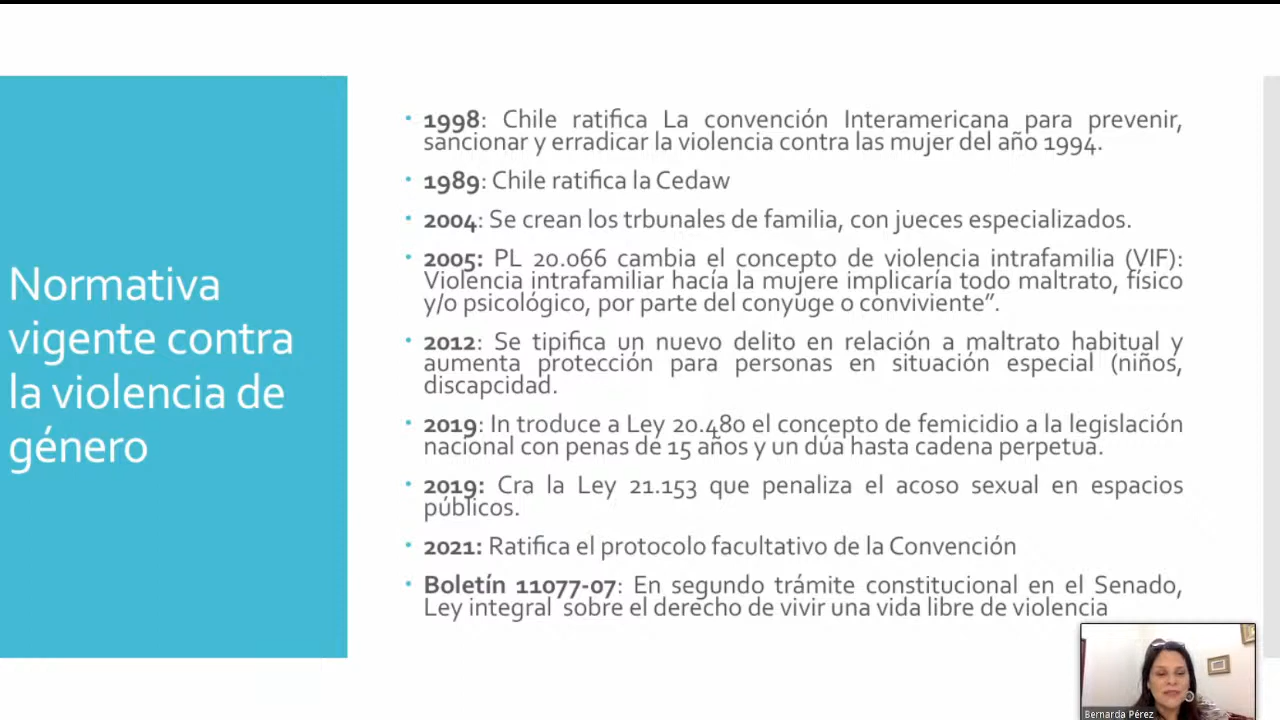 Normativa
vigente contra
la violencia de
género
• 1998: Chile ratifica La convención Interamericana para prevenir,
sancionar y erradicar la violencia contra las mujer del año 1994.
• 1989: Chile ratifica la Cedaw
• 2004: Se crean los trbunales de familia, con jueces especializados.
• 2005: PL 20.066 cambia el concepto de violencia intrafamilia (VIF):
Violencia intrafamiliar hacía la mujere implicaría todo maltrato, físico
y/o psicológico, por parte del conyuge o conviviente”.
• 2012: Se tipifica un nuevo delito en relación a maltrato habitual y
aumenta protección para personas en situación especial (niños,
discapcidad.
• 2019: In troduce a Ley 20.480 el concepto de femicidio a la legislación
nacional con penas de 15 años y un dúa hasta cadena perpetua.
• 2019: Cra la Ley 21.153 que penaliza el acoso sexual en espacios
públicos.
• 2021: Ratifica el protocolo facultativo de la Convención
• Boletín 11077-07: En segundo trámite constitucional en el Senado,
Ley integral sobre el derecho de vivir una vida libre de violencia
Bernarda Pérez